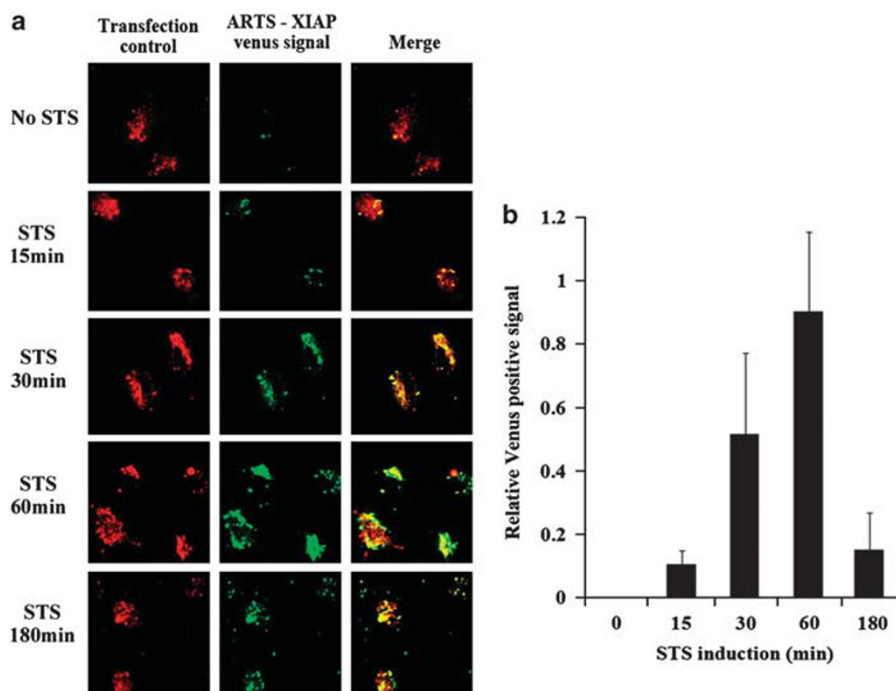 a
Transfection
control
ARTS - XIAP
venus signal
Merge
No STS
STS
15min
STS
30min
STS
60min
STS
180min
b
Relative Venus positive signal
1.2
1
0.8
0.6
0.4
0.2
0
0 15 30 60 180
STS induction (min)